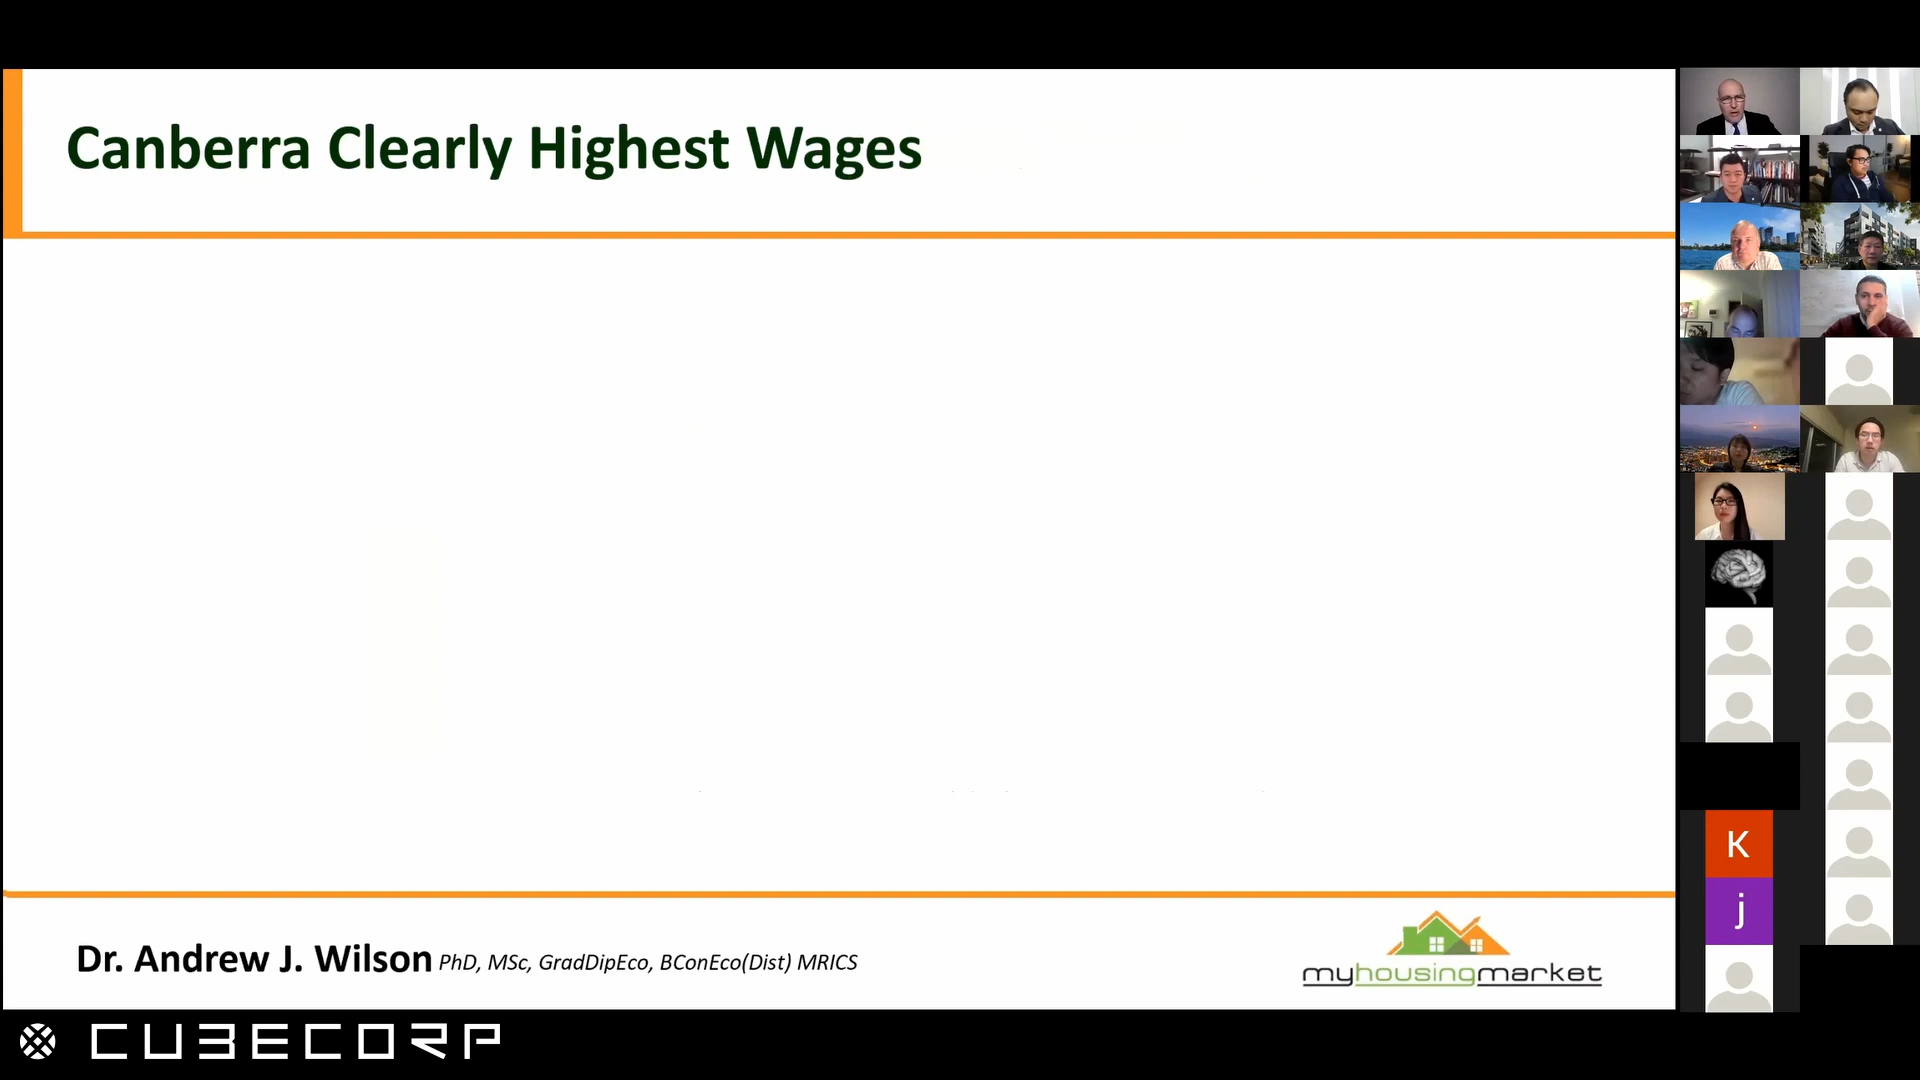 Canberra Clearly Highest Wages
Dr. Andrew J. Wilson PhD, MSc, GradDipEco, BConEco(Dist) MRICS
myhousingmarket
K
j
CUBECORP